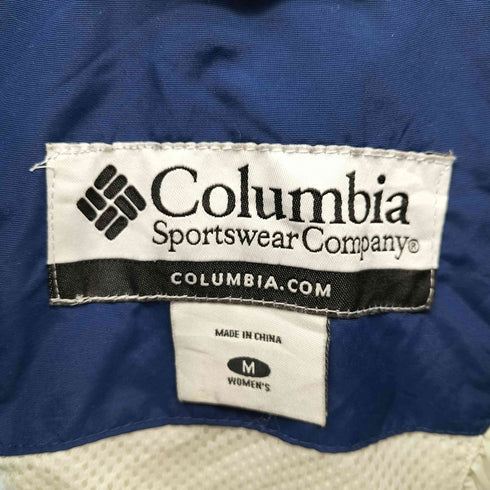 Columbia
Sportswear Company®
COLUMBIA.COM
MADE IN CHINA
M
WOMEN'S